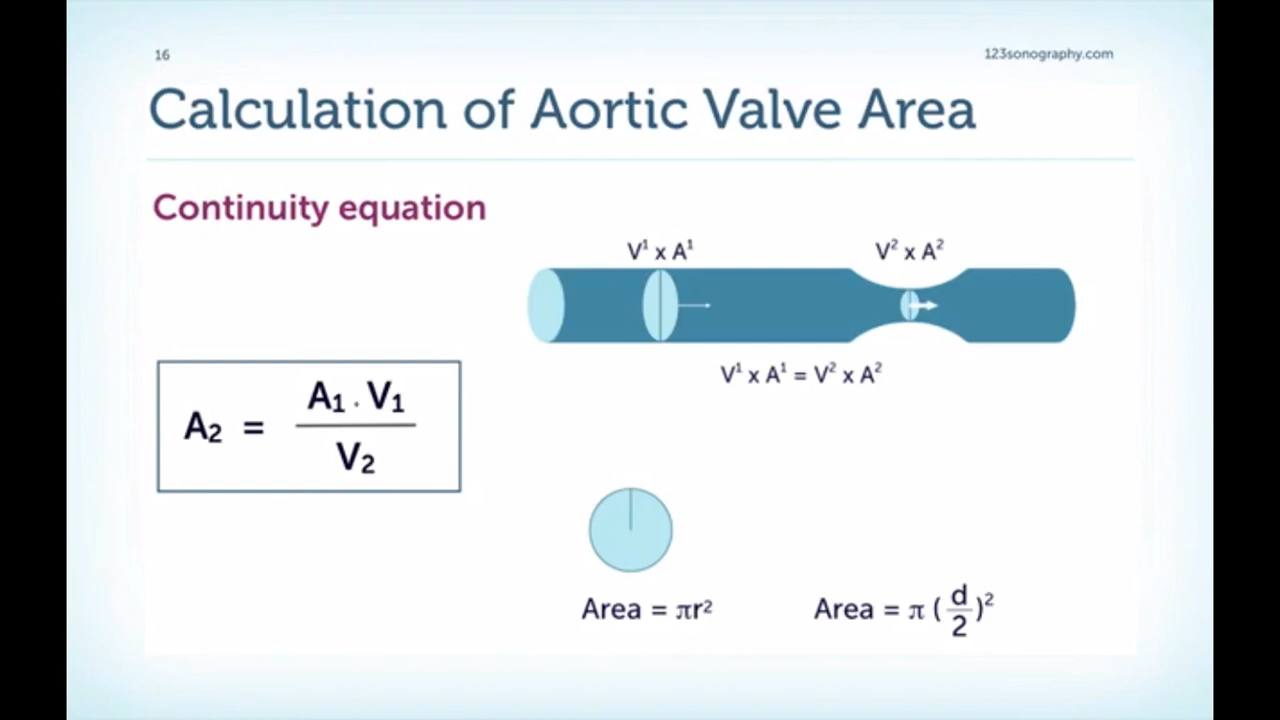 16
123sonography.com
Calculation of Aortic Valve Area
Continuity equation
V¹ x A¹
V² x A²
V¹ x A¹ = V² x A²
A₂ = A₁ . V₁
V₂
Area = πr²
Area = π (d/2)²